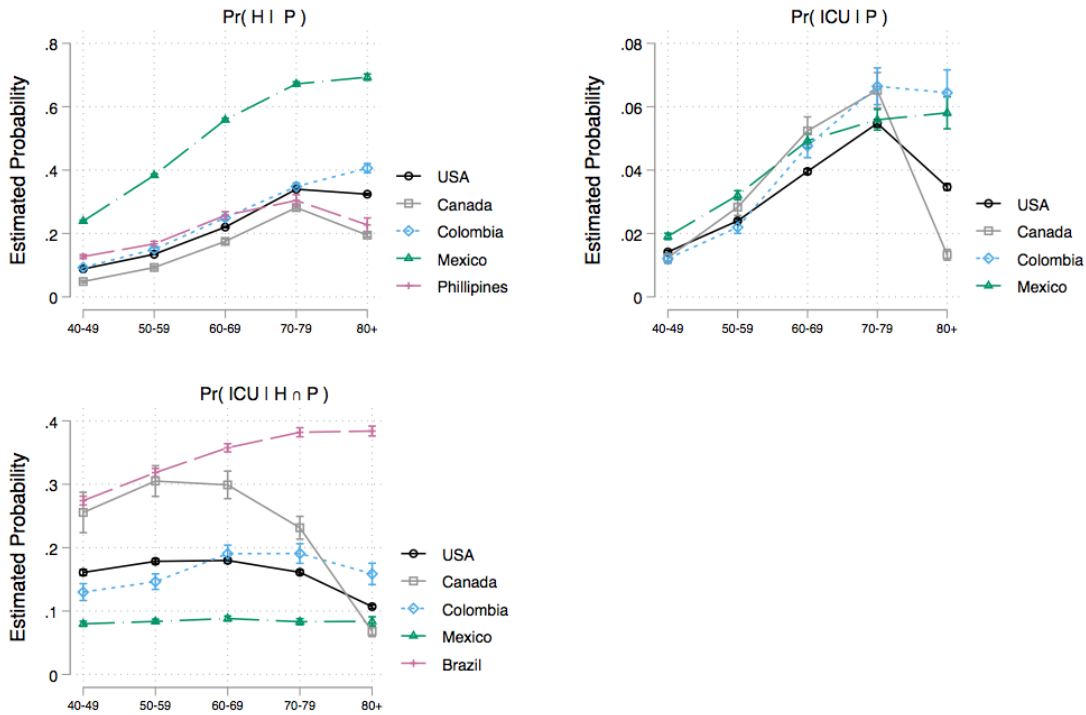 Pr( H | P )
Estimated Probability
.8
.6
.4
.2
0
40-49 50-59 60-69 70-79 80+
USA
Canada
Colombia
Mexico
Phillipines
Pr( ICU | P )
Estimated Probability
.08
.06
.04
.02
0
40-49 50-59 60-69 70-79 80+
USA
Canada
Colombia
Mexico
Pr( ICU | H ∩ P )
Estimated Probability
.4
.3
.2
.1
0
40-49 50-59 60-69 70-79 80+
USA
Canada
Colombia
Mexico
Brazil